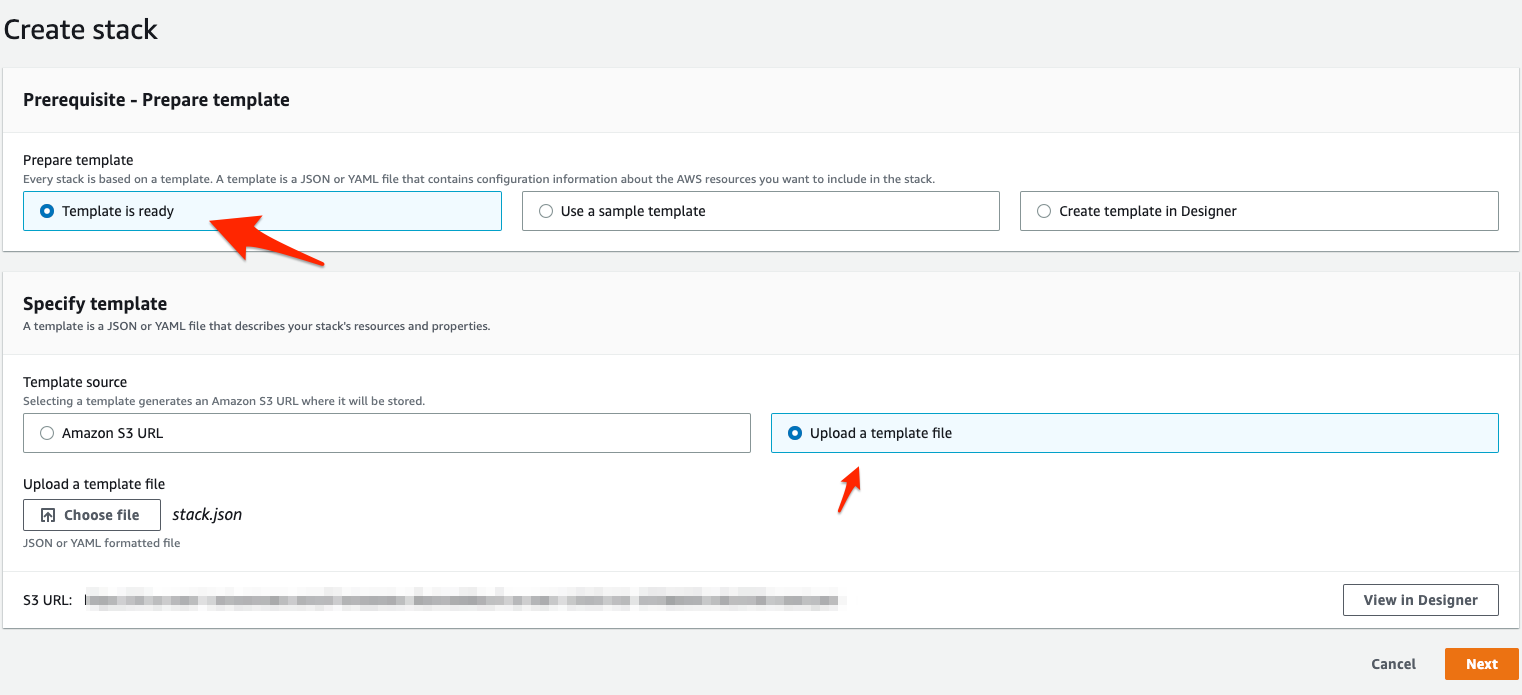 Create stack
Prerequisite - Prepare template
Prepare template
Every stack is based on a template. A template is a JSON or YAML file that contains configuration information about the AWS resources you want to include in the stack.
Template is ready
Use a sample template
Create template in Designer
Specify template
A template is a JSON or YAML file that describes your stack's resources and properties.
Template source
Selecting a template generates an Amazon S3 URL where it will be stored.
Amazon S3 URL
Upload a template file
Upload a template file
Choose file
stack.json
JSON or YAML formatted file
S3 URL:
View in Designer
Cancel
Next